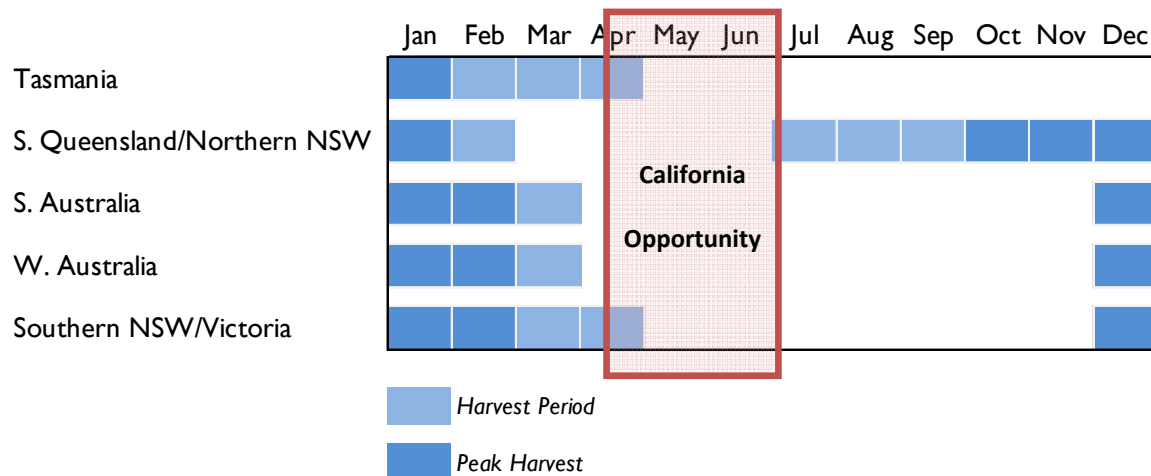 Jan Feb Mar Apr May Jun Jul Aug Sep Oct Nov Dec
Tasmania
S. Queensland/Northern NSW
S. Australia
W. Australia
Southern NSW/Victoria
California
Opportunity
Harvest Period
Peak Harvest